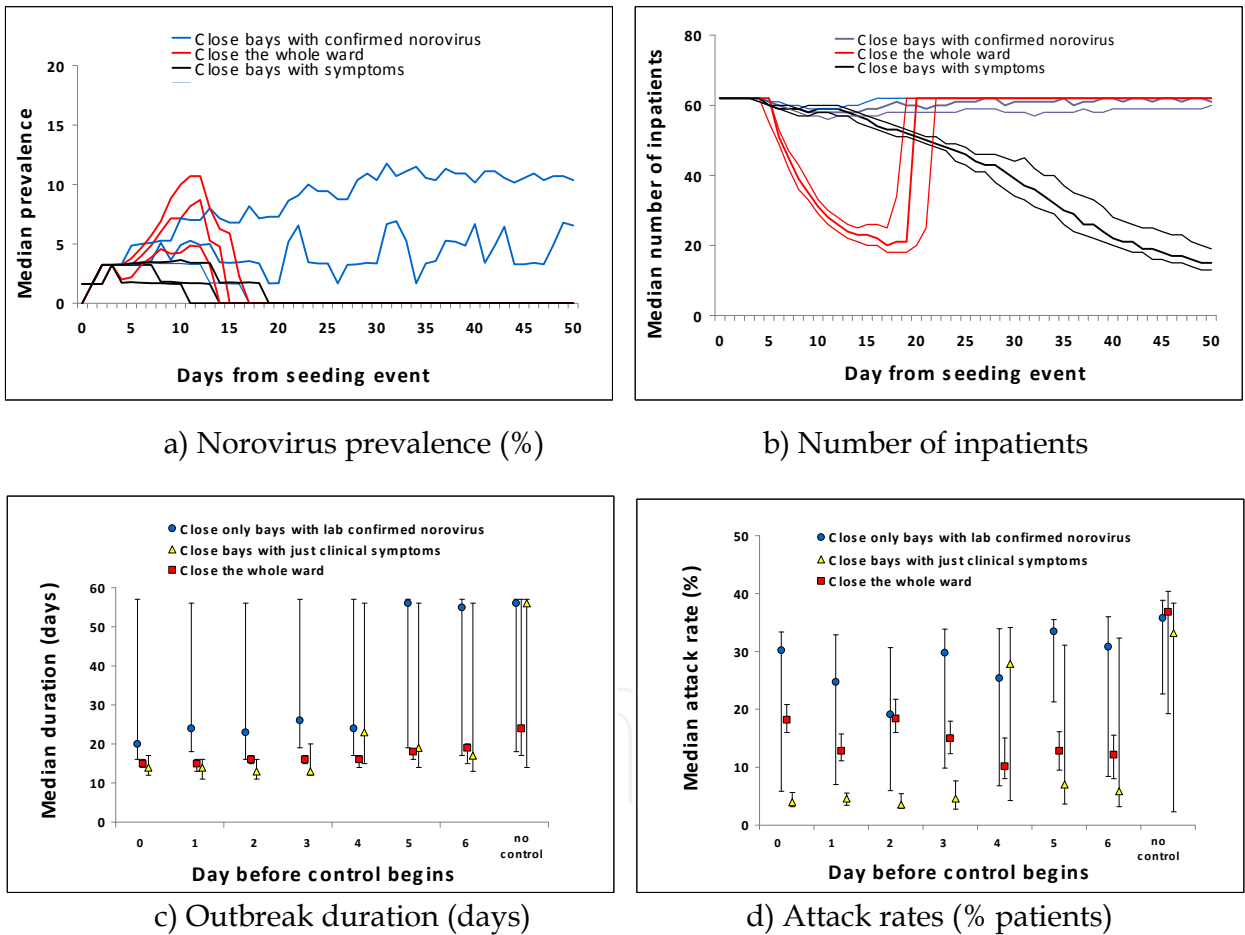 Close bays with confirmed norovirus
Close the whole ward
Close bays with symptoms
Median prevalence
20
15
10
5
0
0 5 10 15 20 25 30 35 40 45 50
Days from seeding event
a) Norovirus prevalence (%)
Close bays with confirmed norovirus
Close the whole ward
Close bays with symptoms
Median number of inpatients
80
60
40
20
0
0 5 10 15 20 25 30 35 40 45 50
Day from seeding event
b) Number of inpatients
Close only bays with lab confirmed norovirus
Close bays with just clinical symptoms
Close the whole ward
Median duration (days)
60
50
40
30
20
10
0
0 1 2 3 4 5 6 no
control
Day before control begins
c) Outbreak duration (days)
Close only bays with lab confirmed norovirus
Close bays with just clinical symptoms
Close the whole ward
Median attack rate (%)
50
40
30
20
10
0
0 1 2 3 4 5 6 no
control
Day before control begins
d) Attack rates (% patients)